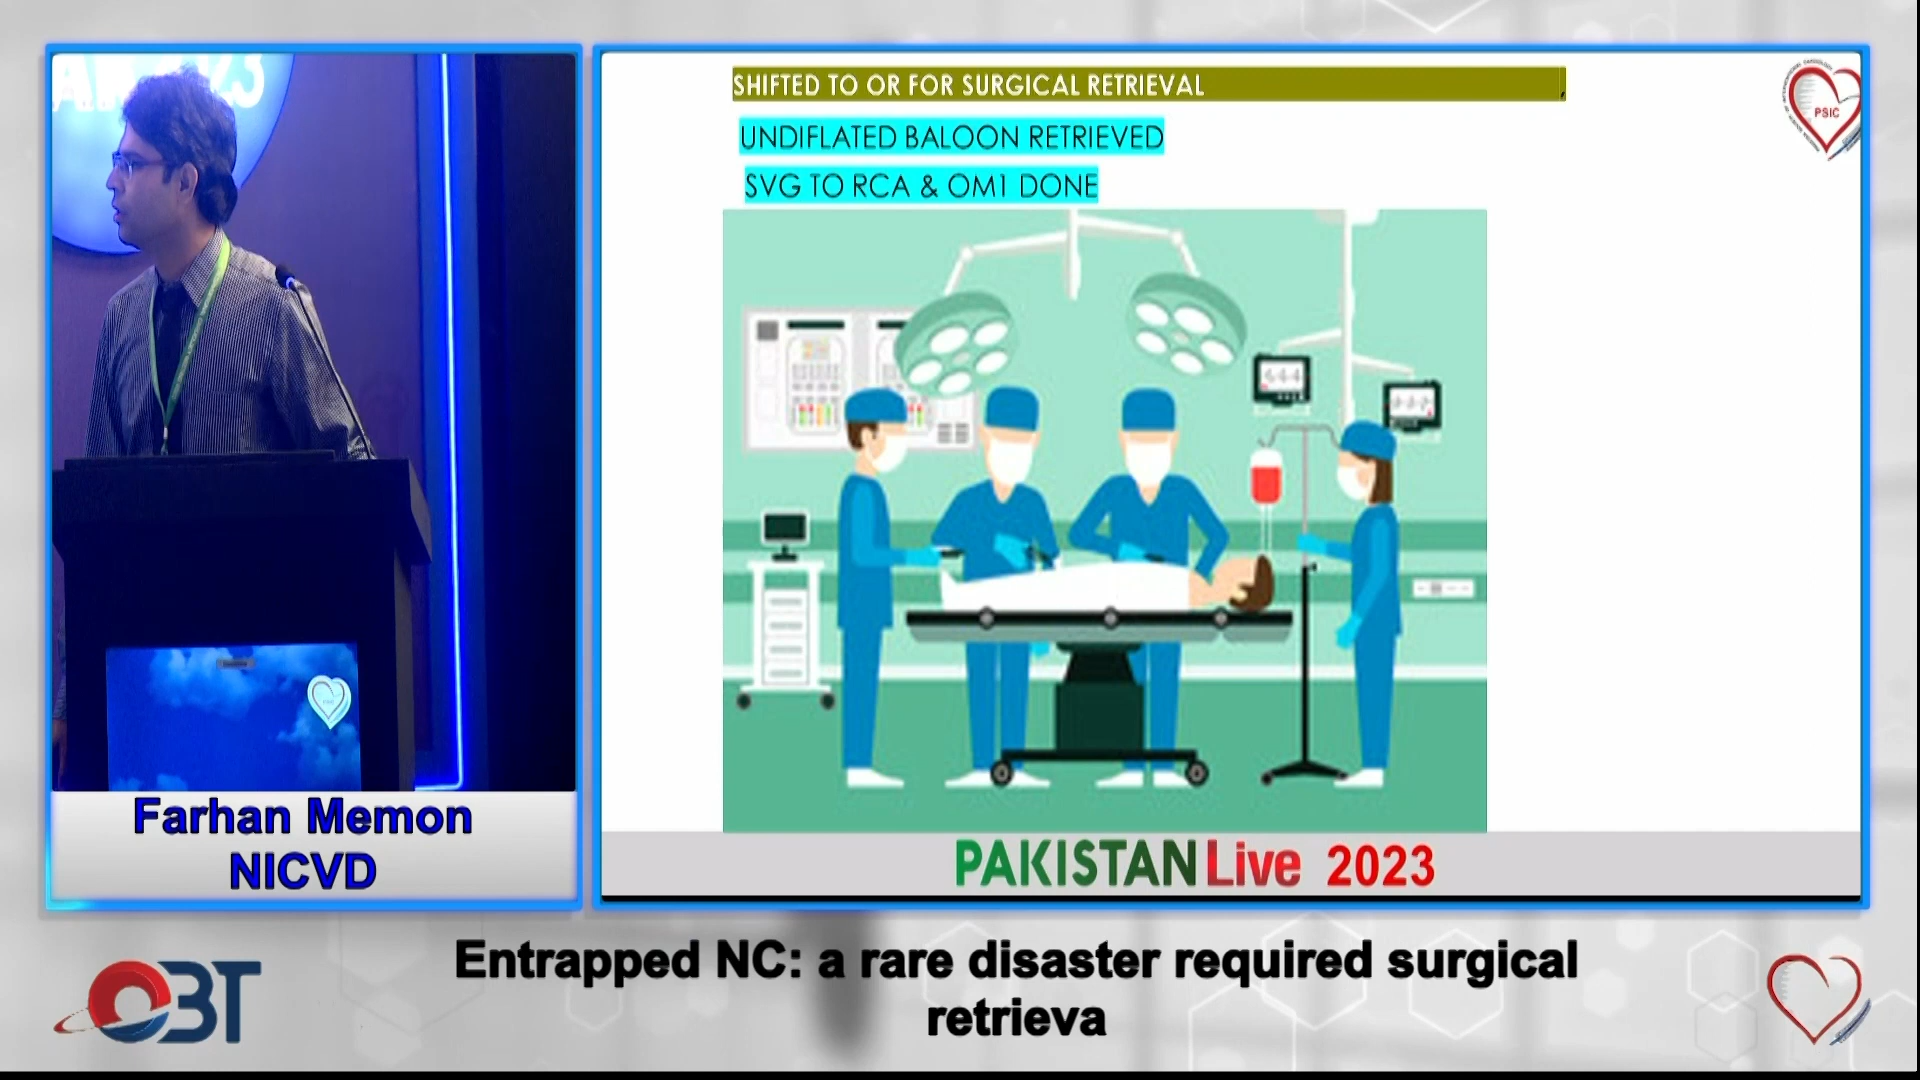 SHIFTED TO OR FOR SURGICAL RETRIEVAL
UNDIFLATED BALOON RETRIEVED
SVG TO RCA & OM1 DONE
PSIC
Farhan Memon
NICVD
PAKISTAN Live 2023
Entrapped NC: a rare disaster required surgical
retrieva
OBT